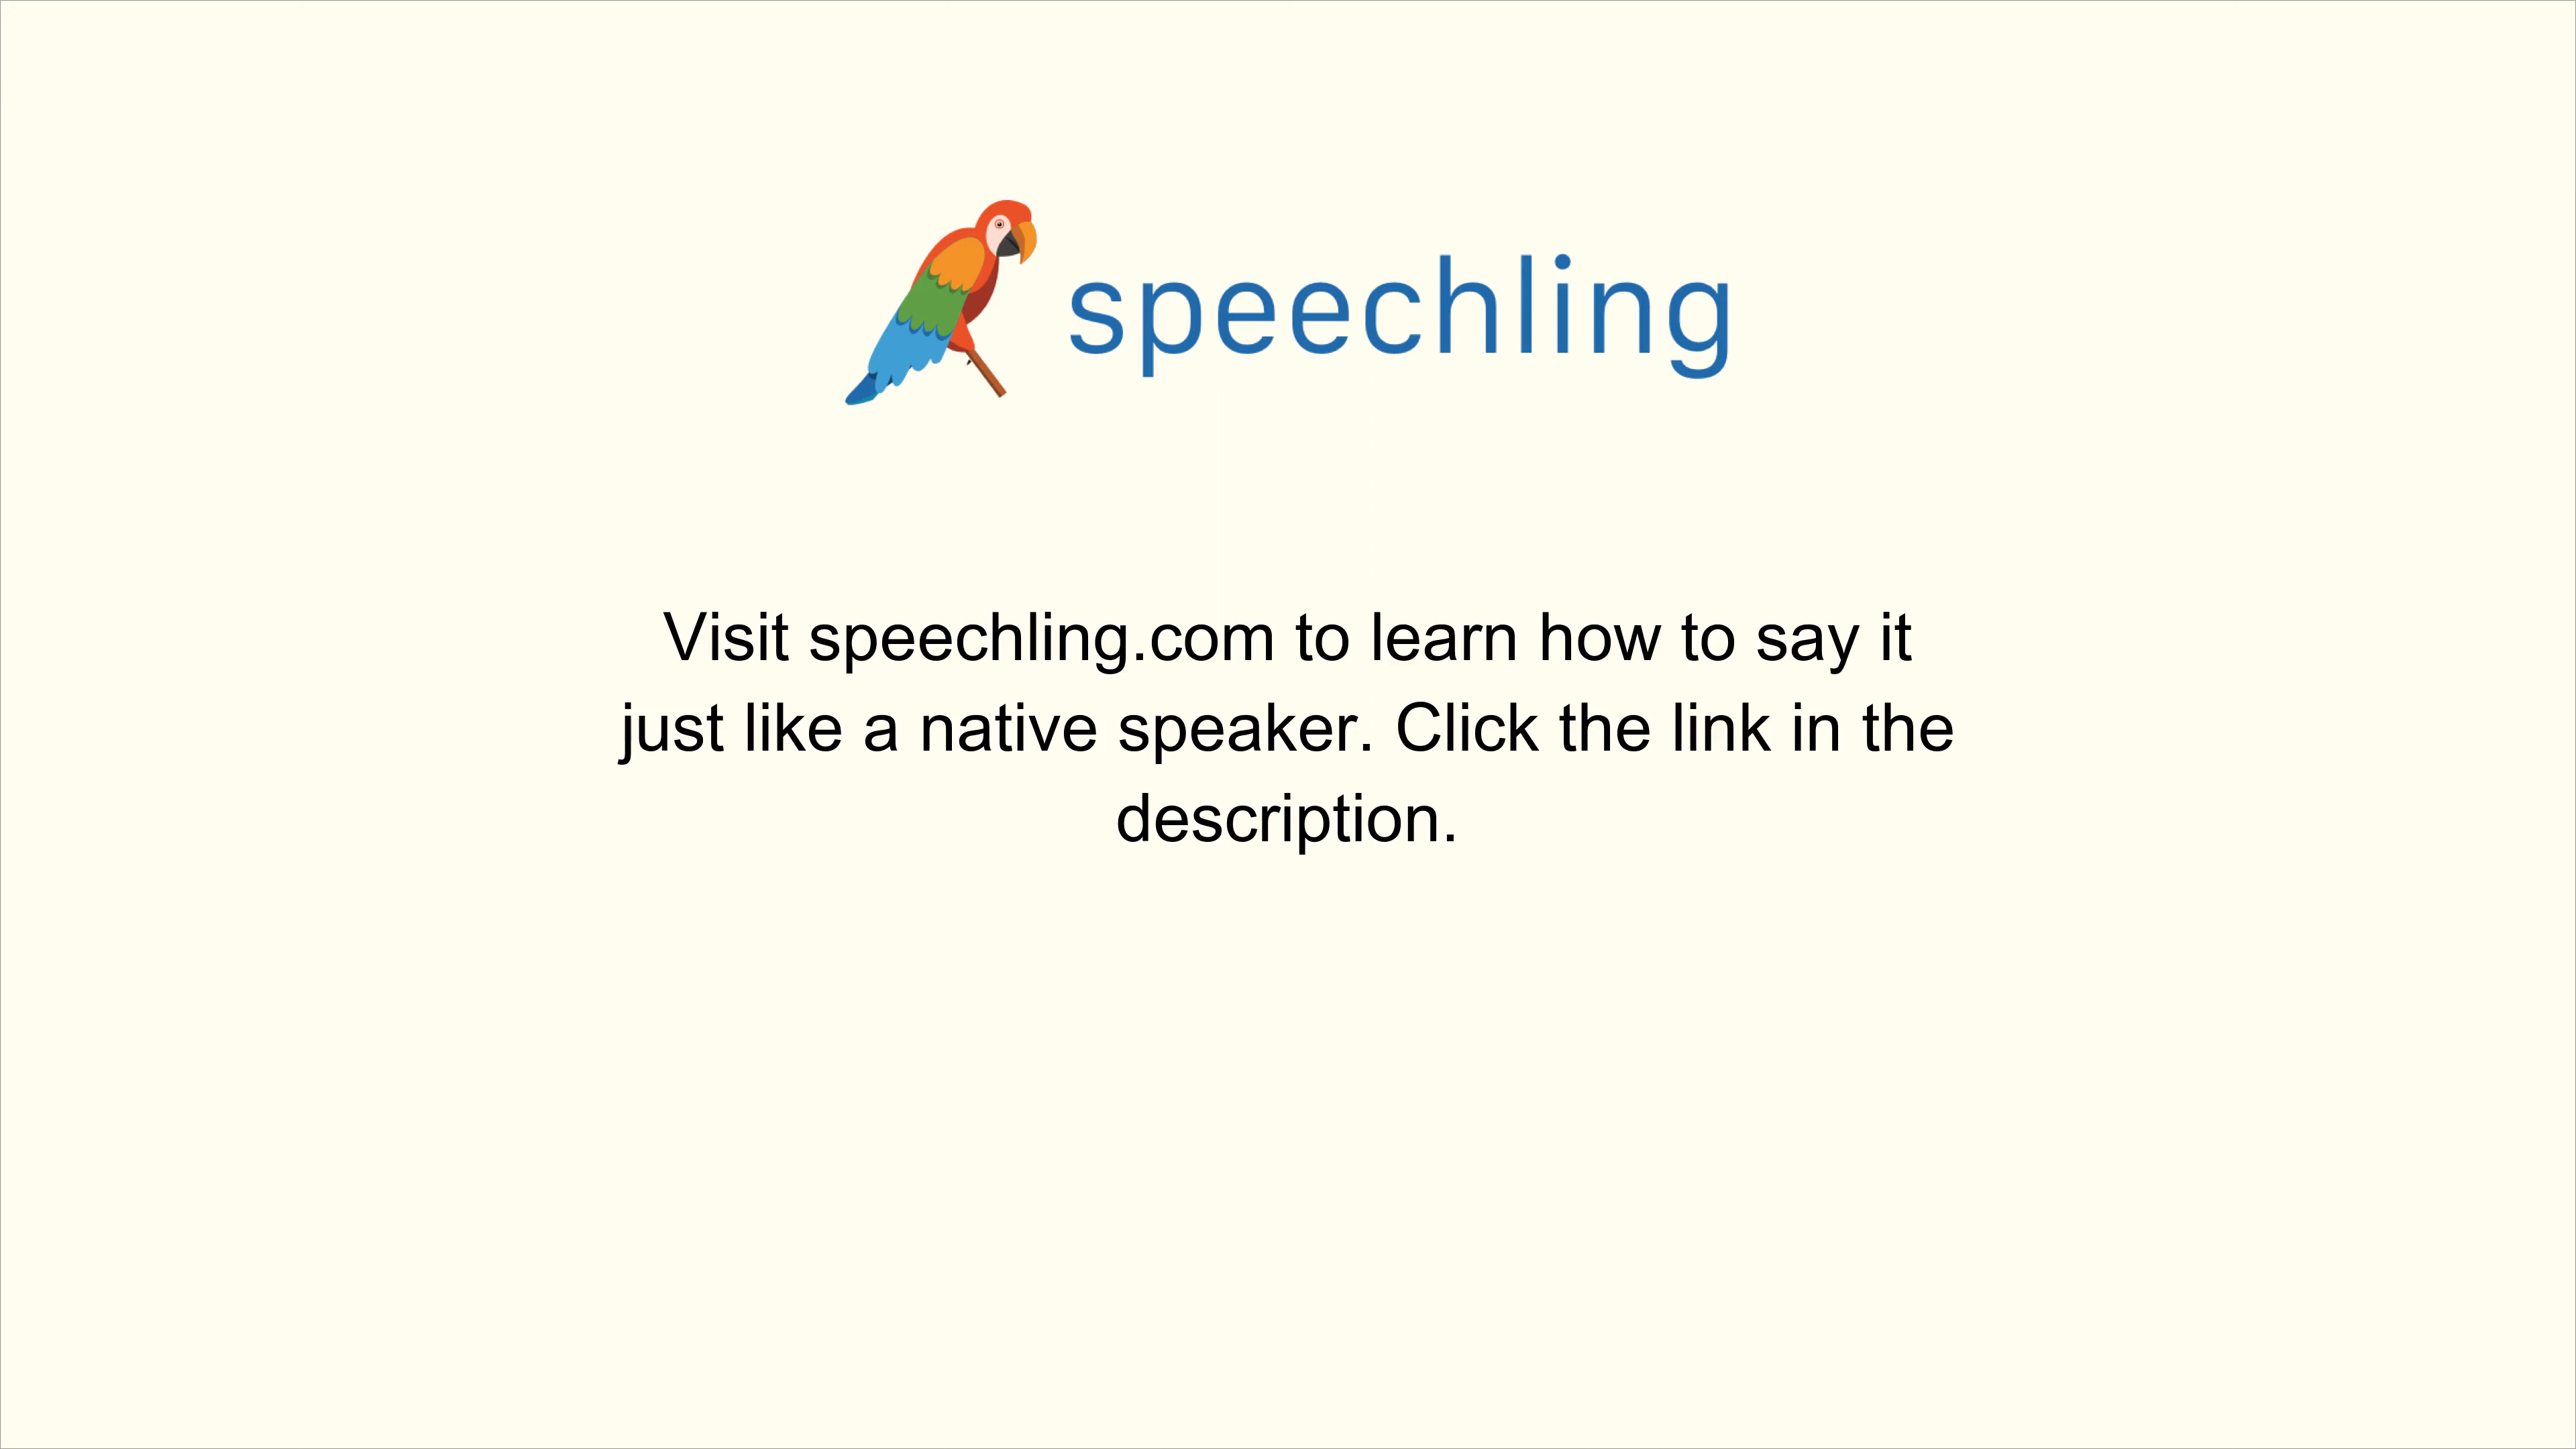 speechling
Visit speechling.com to learn how to say it
just like a native speaker. Click the link in the
description.